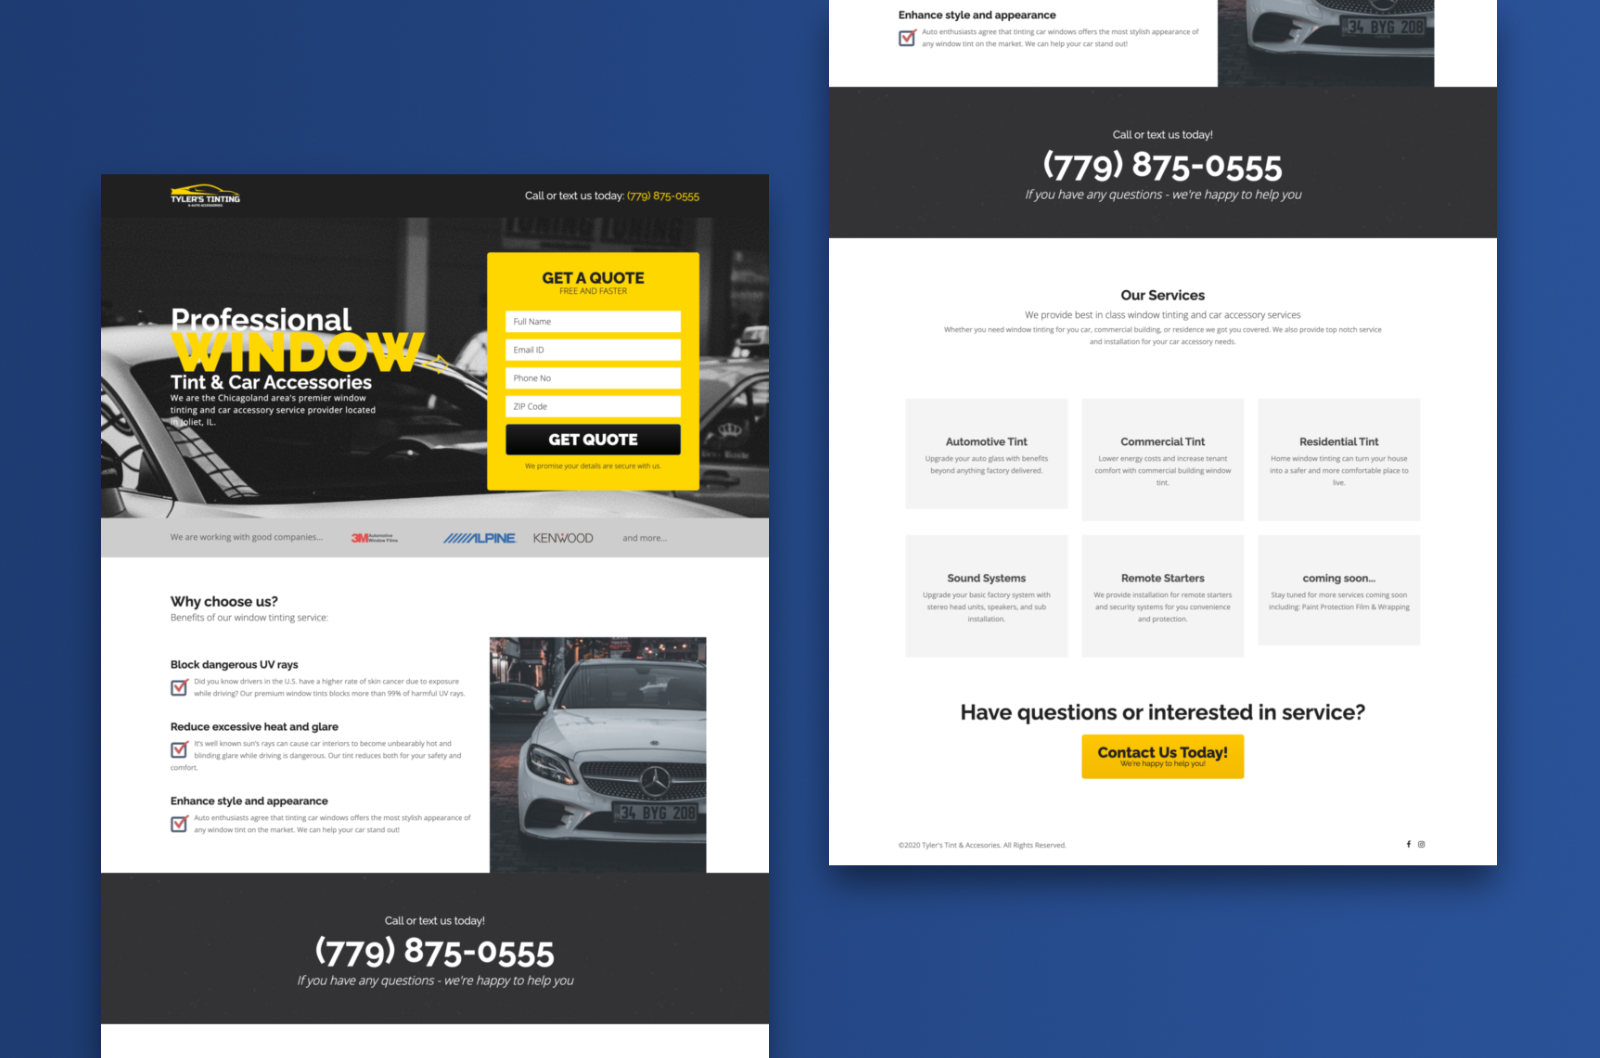 TYLER'S TINTING
& AUTO ACCESSORIES
Call or text us today: (779) 875-0555
TUNING TUNING
Professional
WINDOW
Tint & Car Accessories
We are the Chicagoland area's premier window
tinting and car accessory service provider located
in Joliet, IL.
GET A QUOTE
FREE AND FASTER
Full Name
Email ID
Phone No
ZIP Code
GET QUOTE
We promise your details are secure with us.
We are working with good companies...
3M Automotive
Window Films
ALPINE
KENWOOD
and more...
Why choose us?
Benefits of our window tinting service:
Block dangerous UV rays
Did you know drivers in the U.S. have a higher rate of skin cancer due to exposure
while driving? Our premium window tints blocks more than 99% of harmful UV rays.
Reduce excessive heat and glare
It's well known sun's rays can cause car interiors to become unbearably hot and
blinding glare while driving is dangerous. Our tint reduces both for your safety and
comfort.
Enhance style and appearance
Auto enthusiasts agree that tinting car windows offers the most stylish appearance of
any window tint on the market. We can help your car stand out!
34 BYG 208
Call or text us today!
(779) 875-0555
If you have any questions - we're happy to help you
Enhance style and appearance
Auto enthusiasts agree that tinting car windows offers the most stylish appearance of
any window tint on the market. We can help your car stand out!
34 BYG 208
Call or text us today!
(779) 875-0555
If you have any questions - we're happy to help you
Our Services
We provide best in class window tinting and car accessory services
Whether you need window tinting for you car, commercial building, or residence we got you covered. We also provide top notch service
and installation for your car accessory needs.
Automotive Tint
Upgrade your auto glass with benefits
beyond anything factory delivered.
Commercial Tint
Lower energy costs and increase tenant
comfort with commercial building window
tint.
Residential Tint
Home window tinting can turn your house
into a safer and more comfortable place to
live.
Sound Systems
Upgrade your basic factory system with
stereo head units, speakers, and sub
installation.
Remote Starters
We provide installation for remote starters
and security systems for you convenience
and protection.
coming soon...
Stay tuned for more services coming soon
including: Paint Protection Film & Wrapping
Have questions or interested in service?
Contact Us Today!
We're happy to help you!
©2020 Tyler's Tint & Accesories. All Rights Reserved.